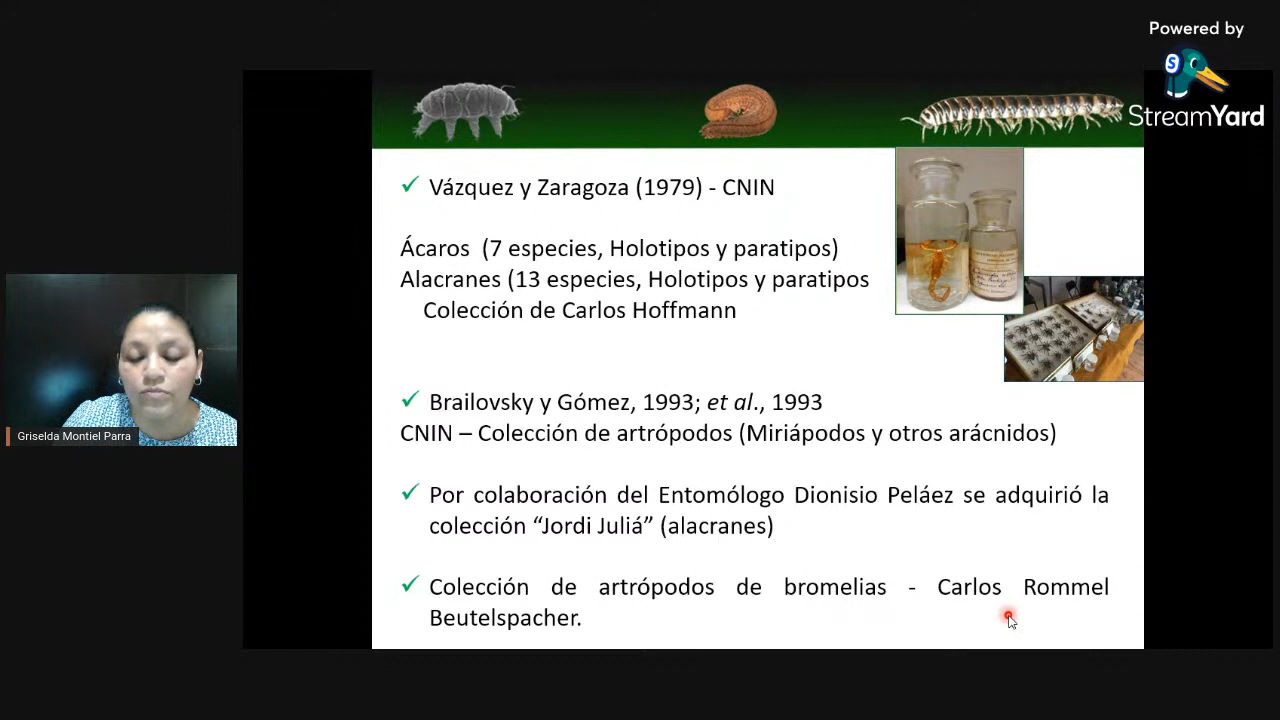 Powered by
StreamYard
✓ Vázquez y Zaragoza (1979) - CNIN
Ácaros (7 especies, Holotipos y paratipos)
Alacranes (13 especies, Holotipos y paratipos
Colección de Carlos Hoffmann
✓ Brailovsky y Gómez, 1993; et al., 1993
CNIN – Colección de artrópodos (Miriápodos y otros arácnidos)
✓ Por colaboración del Entomólogo Dionisio Peláez se adquirió la
colección “Jordi Juliá” (alacranes)
✓ Colección de artrópodos de bromelias - Carlos Rommel
Beutelspacher.
Griselda Montiel Parra